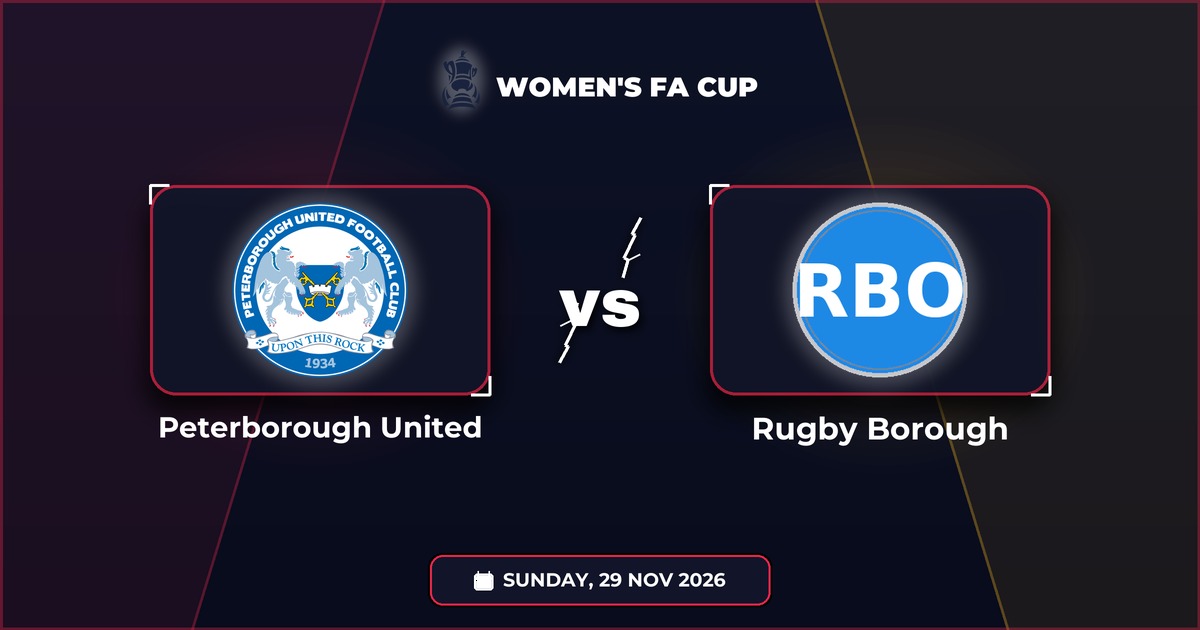 WOMEN'S FA CUP
PETERBOROUGH UNITED FOOTBALL CLUB
UPON THIS ROCK
1934
VS
RBO
Peterborough United
Rugby Borough
SUNDAY, 29 NOV 2026